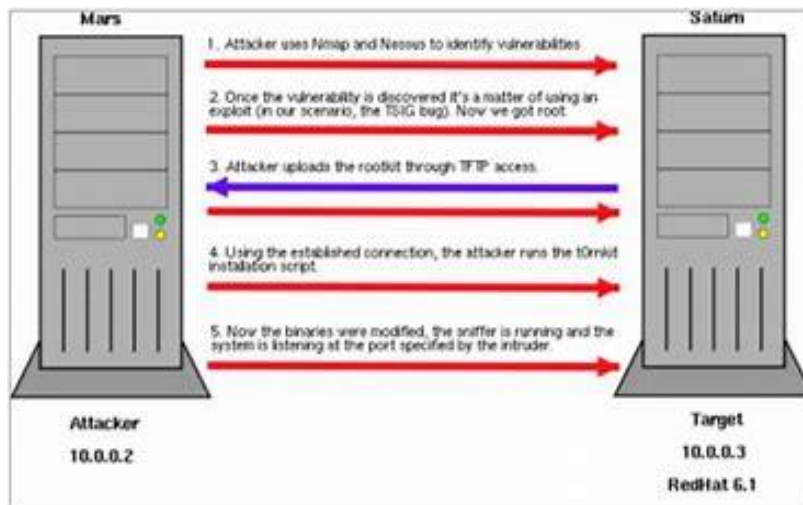 Mars
Saturn
1. Attacker uses Nmap and Nessus to identify vulnerabilities
2. Once the vulnerability is discovered it's a matter of using an
exploit (in our scenario, the TSIG bug). Now we got root.
3. Attacker uploads the rootkit through TFTP access.
4. Using the established connection, the attacker runs the t0rnkit
installation script.
5. Now the binaries were modified, the sniffer is running and the
system is listening at the port specified by the intruder.
Attacker
10.0.0.2
Target
10.0.0.3
RedHat 6.1